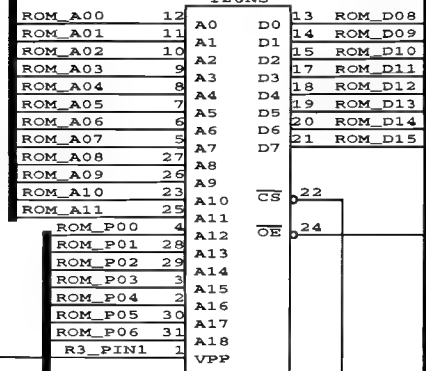 ROM_A00 12 A0 D0 13 ROM_D08
ROM_A01 11 A1 D1 14 ROM_D09
ROM_A02 10 A2 D2 15 ROM_D10
ROM_A03 9 A3 D3 17 ROM_D11
ROM_A04 8 A4 D4 18 ROM_D12
ROM_A05 7 A5 D5 19 ROM_D13
ROM_A06 6 A6 D6 20 ROM_D14
ROM_A07 5 A7 D7 21 ROM_D15
ROM_A08 27 A8
ROM_A09 26 A9
ROM_A10 23 A10 CS 22
ROM_A11 25 A11
ROM_P00 4 A12 OE 24
ROM_P01 28 A13
ROM_P02 29 A14
ROM_P03 3 A15
ROM_P04 2 A16
ROM_P05 30 A17
ROM_P06 31 A18
R3_PIN1 1 VPP